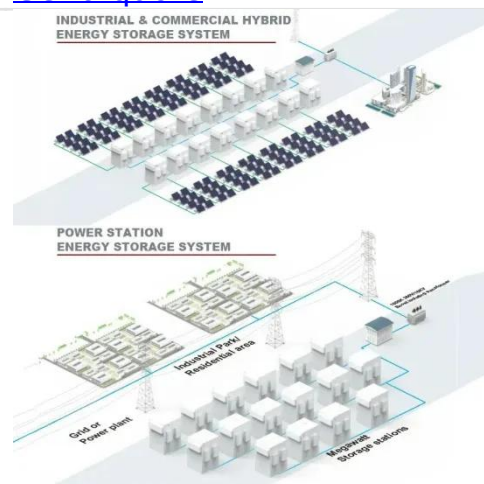 INDUSTRIAL & COMMERCIAL HYBRID
ENERGY STORAGE SYSTEM
POWER STATION
ENERGY STORAGE SYSTEM
Industrial Park/
Residential area
Grid or
Power plant
Megawatt
Storage stations